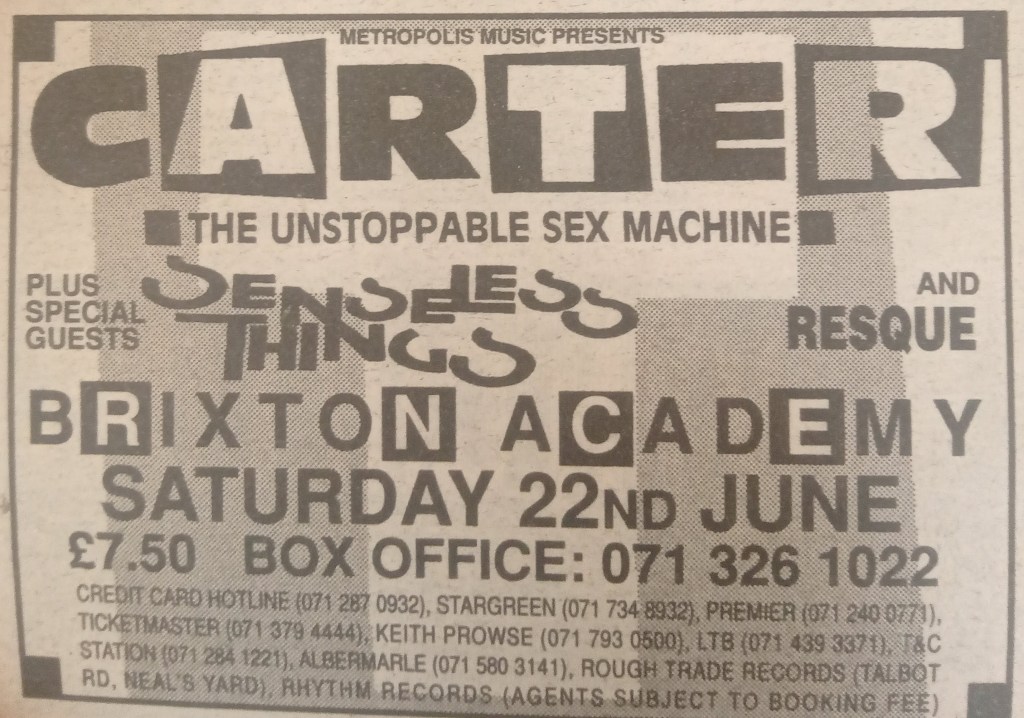 METROPOLIS MUSIC PRESENTS
CARTER
THE UNSTOPPABLE SEX MACHINE
PLUS
SPECIAL
GUESTS
SENSELESS
THINGS
AND
RESQUE
BRIXTON ACADEMY
SATURDAY 22ND JUNE
£7.50 BOX OFFICE: 071 326 1022
CREDIT CARD HOTLINE (071 287 0932), STARGREEN (071 734 8932), PREMIER (071 240 0771),
TICKETMASTER (071 379 4444), KEITH PROWSE (071 793 0500), LTB (071 439 3371), T&C
STATION (071 284 1221), ALBERMARLE (071 580 3141), ROUGH TRADE RECORDS (TALBOT
RD, NEAL'S YARD), RHYTHM RECORDS (AGENTS SUBJECT TO BOOKING FEE)